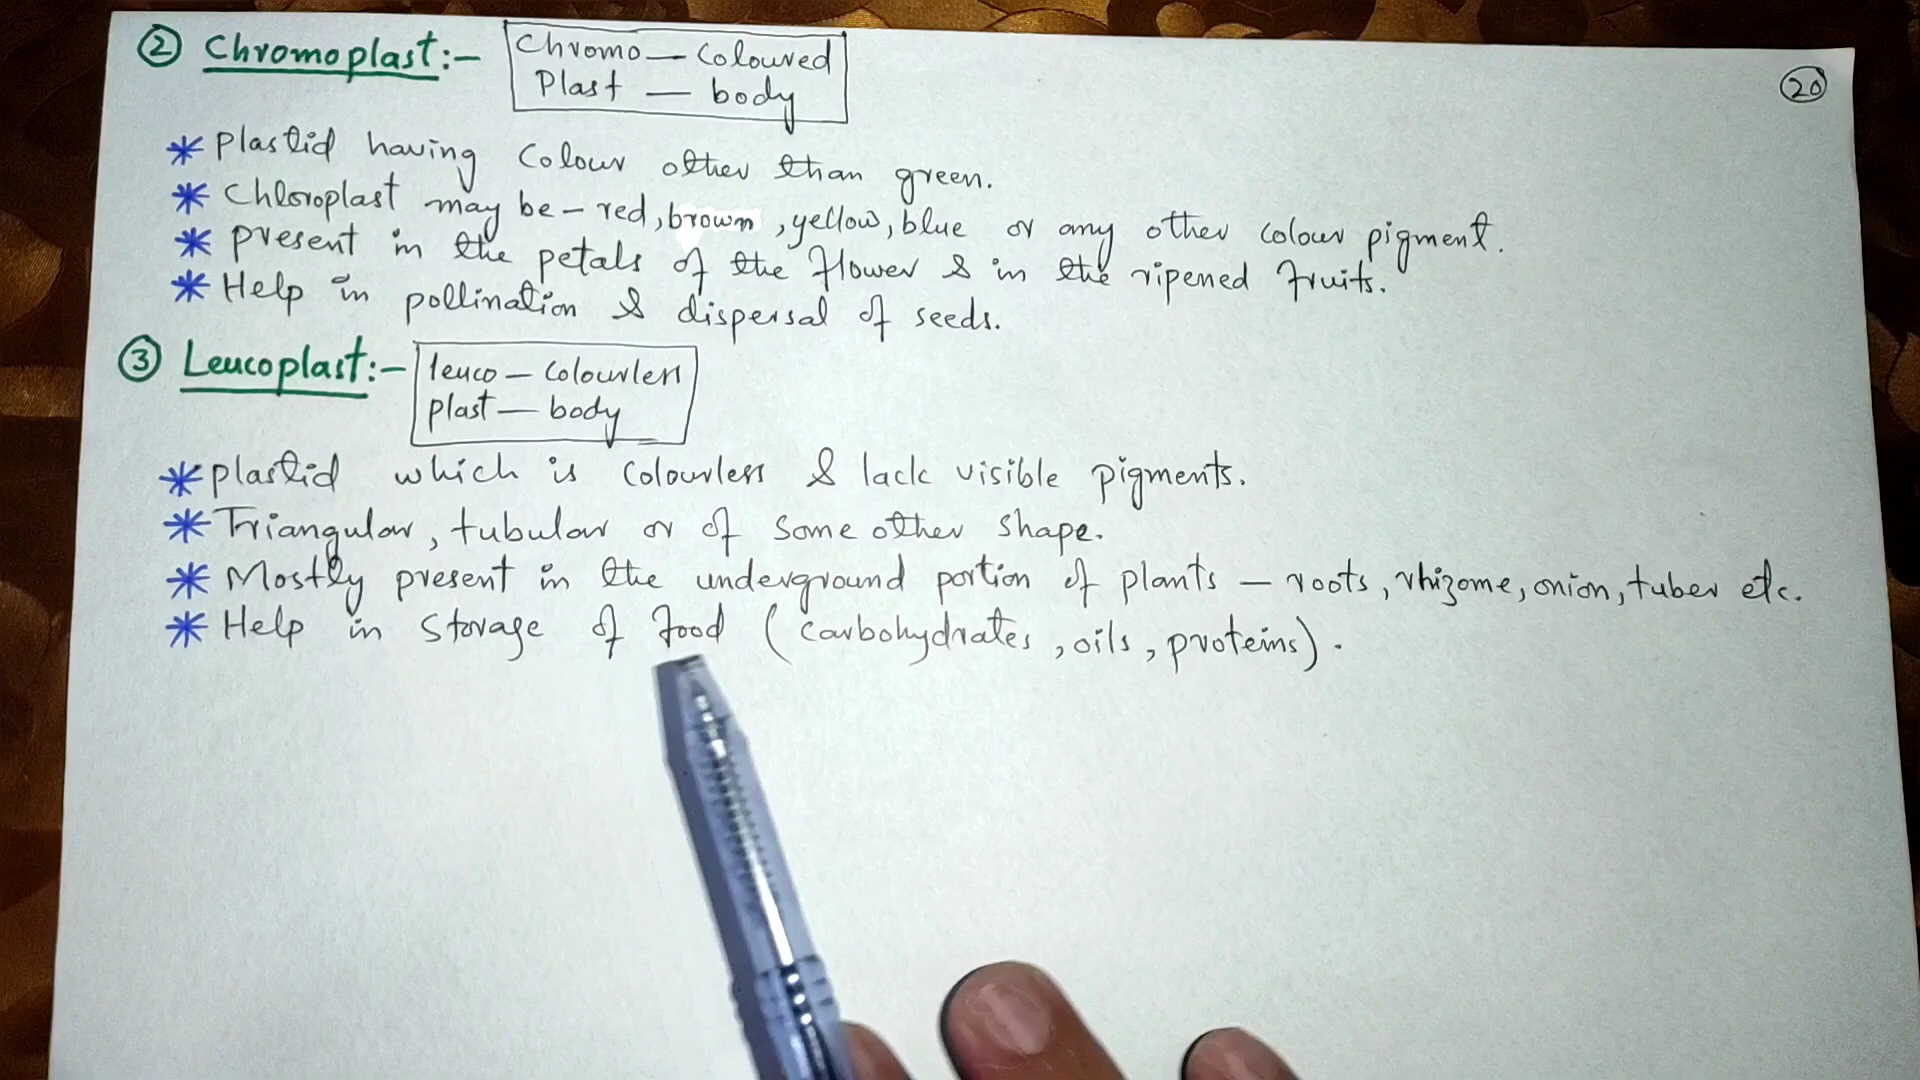 ② Chromoplast:-
Chromo — Coloured
Plast — body
20
* Plastid having Colour other than green.
* Chloroplast may be - red, brown, yellow, blue or any other colour pigment.
* present in the petals of the flower & in the ripened fruits.
* Help in pollination & dispersal of seeds.
③ Leucoplast:-
leuco — colourless
plast — body
* plastid which is Colourless & lack visible pigments.
* Triangular, tubular or of some other shape.
* Mostly present in the underground portion of plants — roots, rhizome, onion, tuber etc.
* Help in storage of food (carbohydrates, oils, proteins).